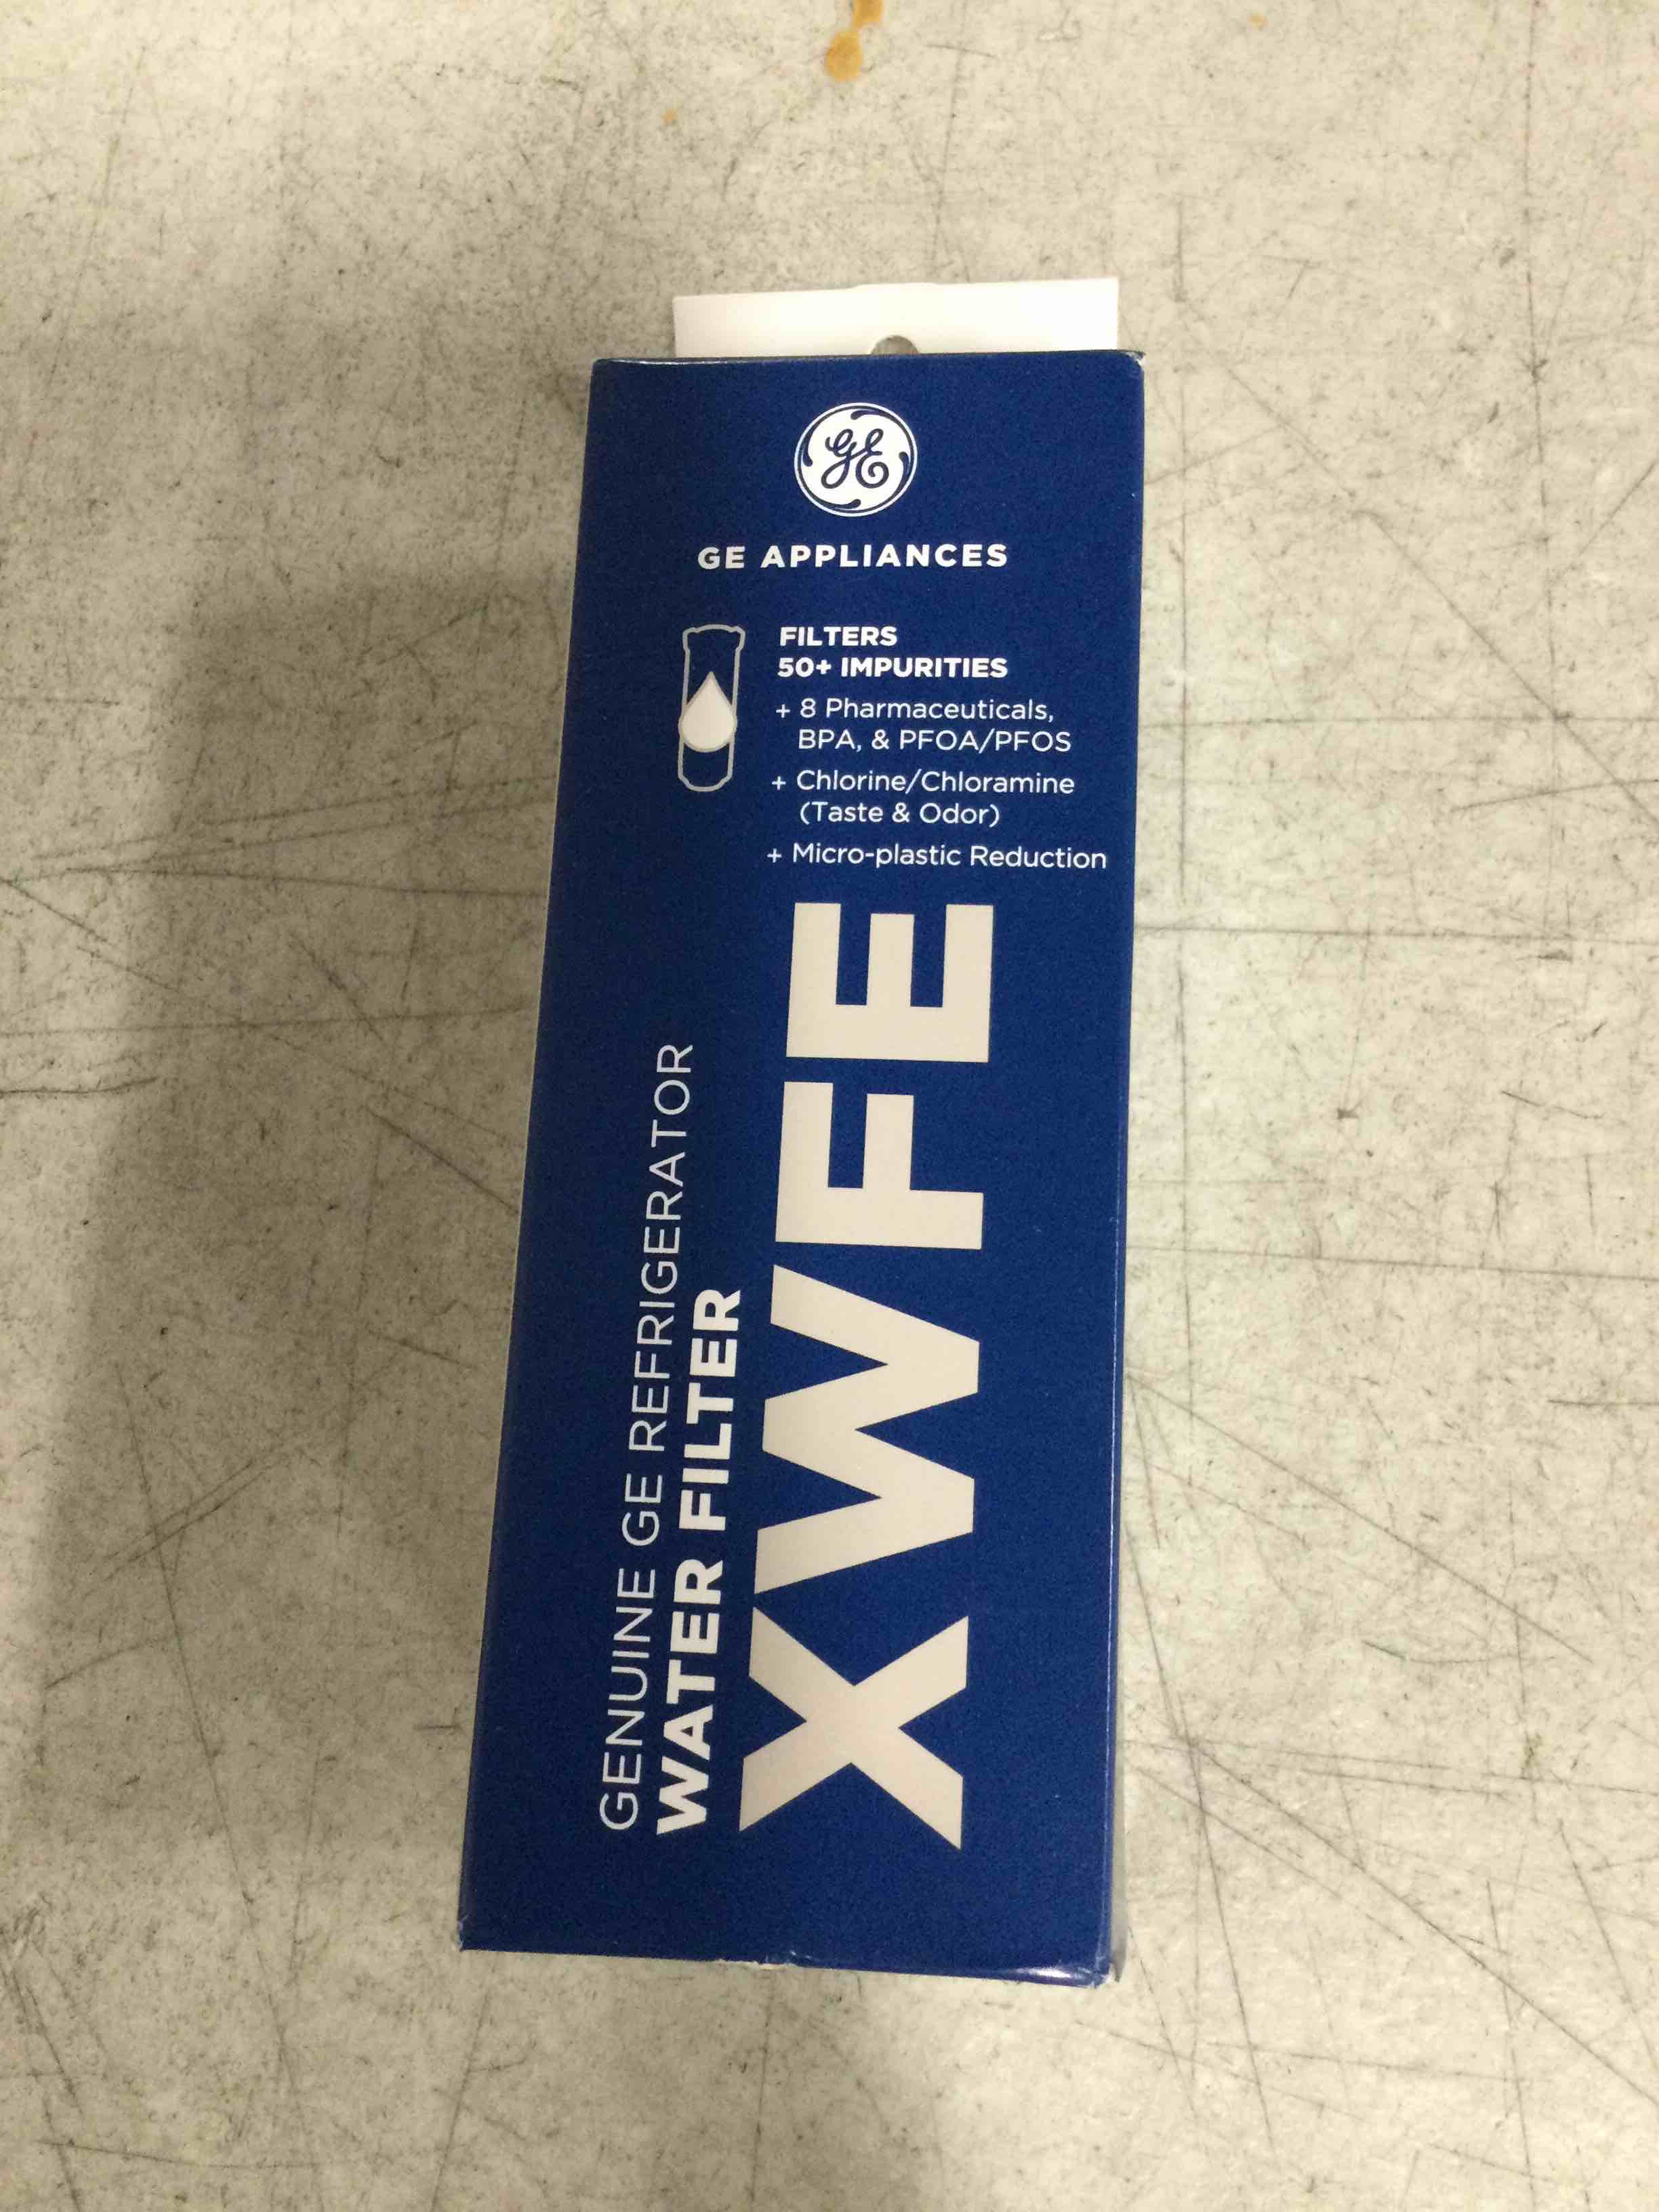 GE
GE APPLIANCES
FILTERS
50+ IMPURITIES
+ 8 Pharmaceuticals,
BPA, & PFOA/PFOS
+ Chlorine/Chloramine
(Taste & Odor)
+ Micro-plastic Reduction
GENUINE GE REFRIGERATOR
WATER FILTER
XWFE